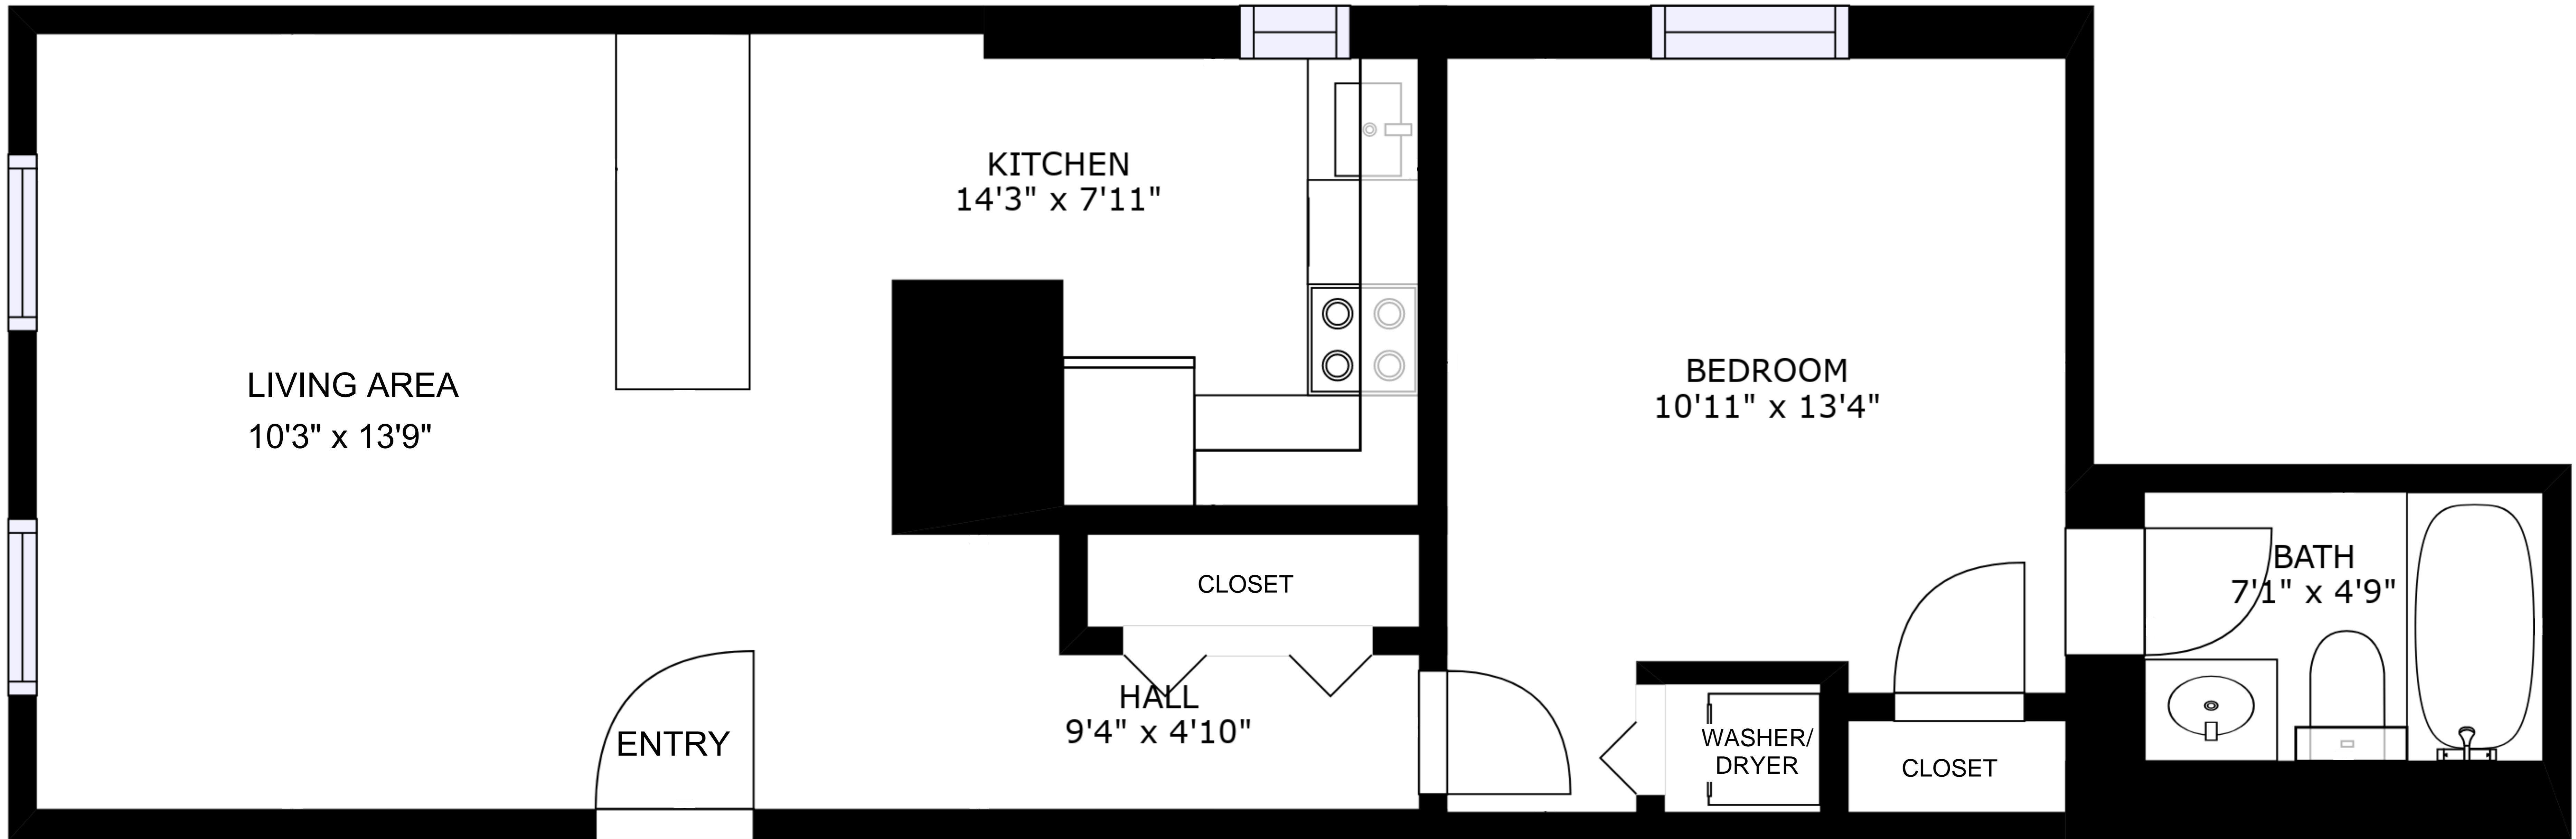 KITCHEN
14'3" x 7'11"
LIVING AREA
10'3" x 13'9"
BEDROOM
10'11" x 13'4"
BATH
7'1" x 4'9"
CLOSET
HALL
9'4" x 4'10"
ENTRY
WASHER/
DRYER
CLOSET